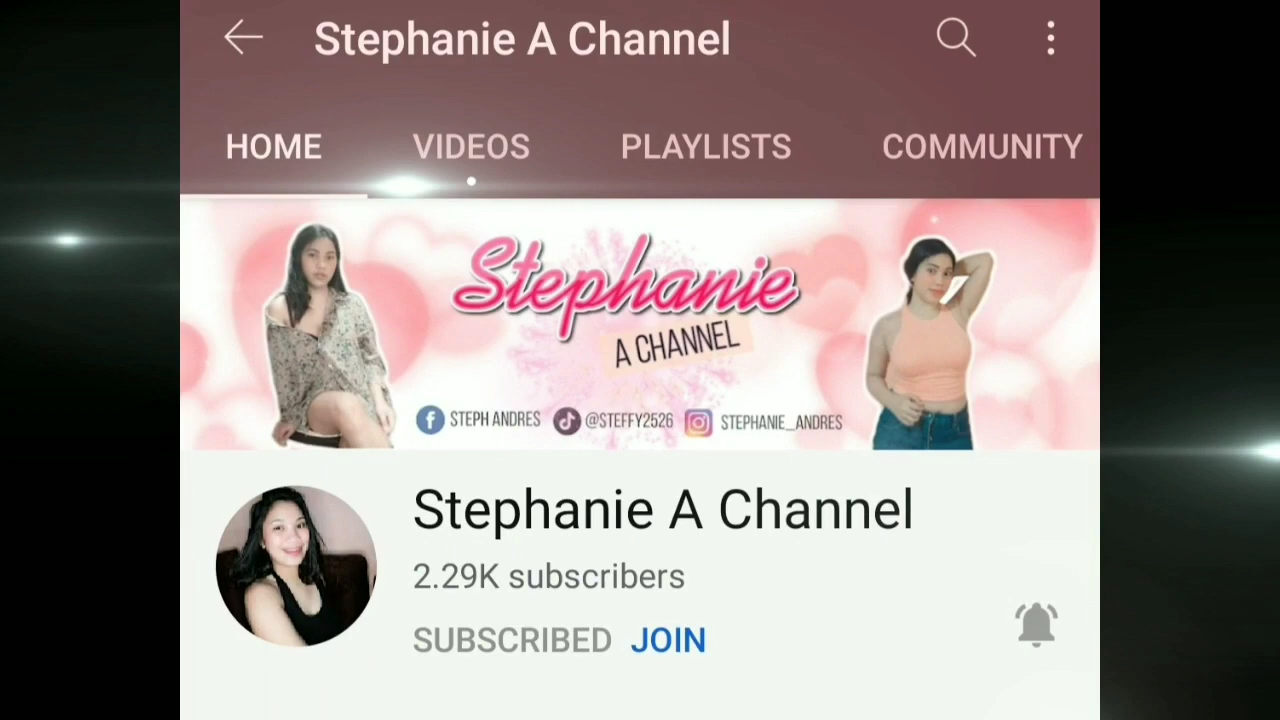 Stephanie A Channel
HOME VIDEOS PLAYLISTS COMMUNITY
Stephanie
A CHANNEL
STEPH ANDRES @STEFFY2526 STEPHANIE_ANDRES
Stephanie A Channel
2.29K subscribers
SUBSCRIBED JOIN